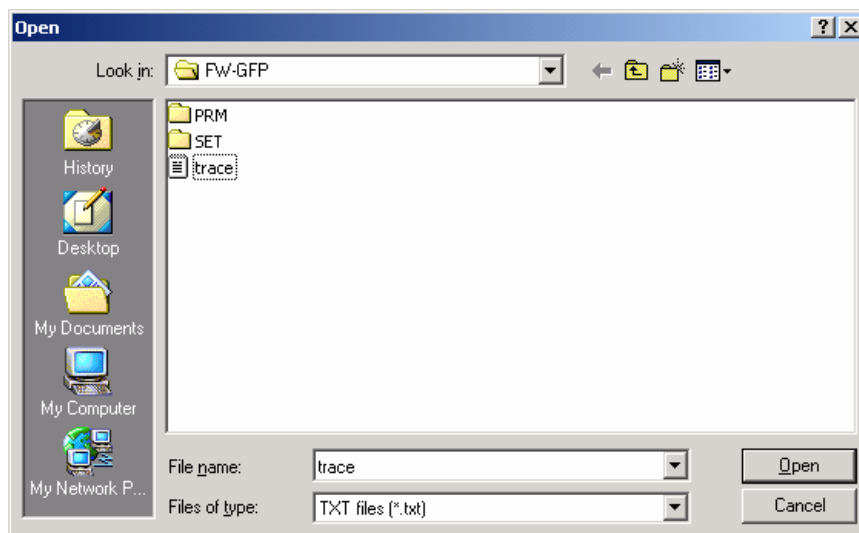 Open
Look in: FW-GFP
PRM
SET
trace
History
Desktop
My Documents
My Computer
My Network P...
File name: trace Open
Files of type: TXT files (*.txt) Cancel